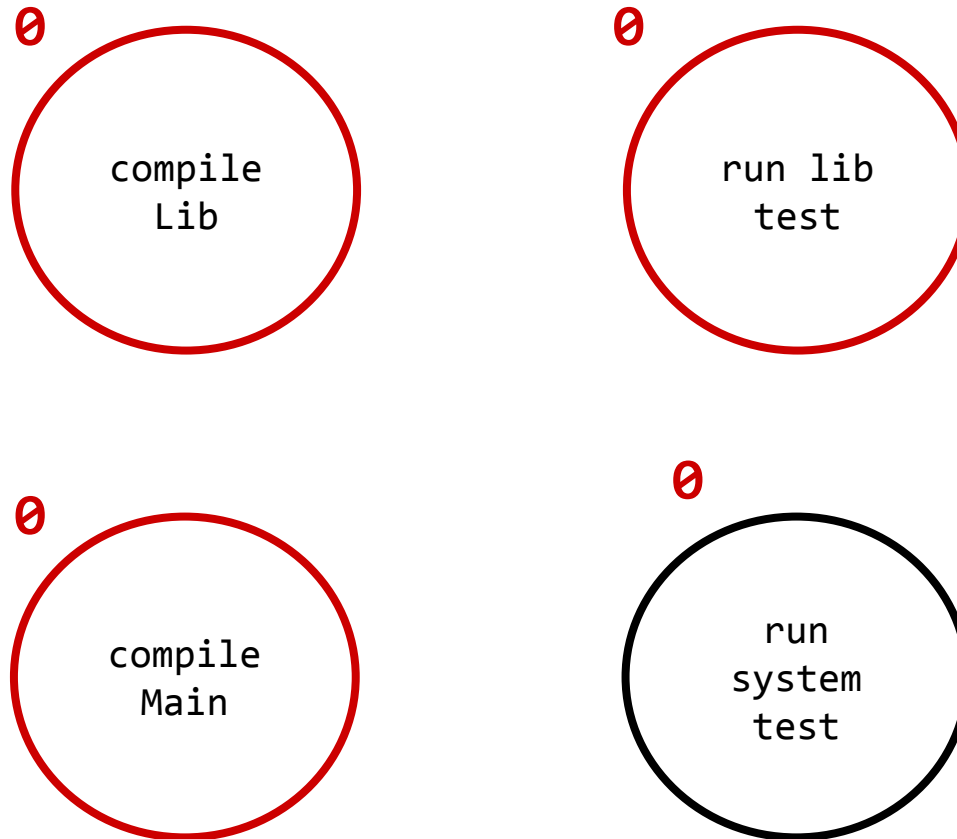 0
compile
Lib
0
run lib
test
0
compile
Main
0
run
system
test